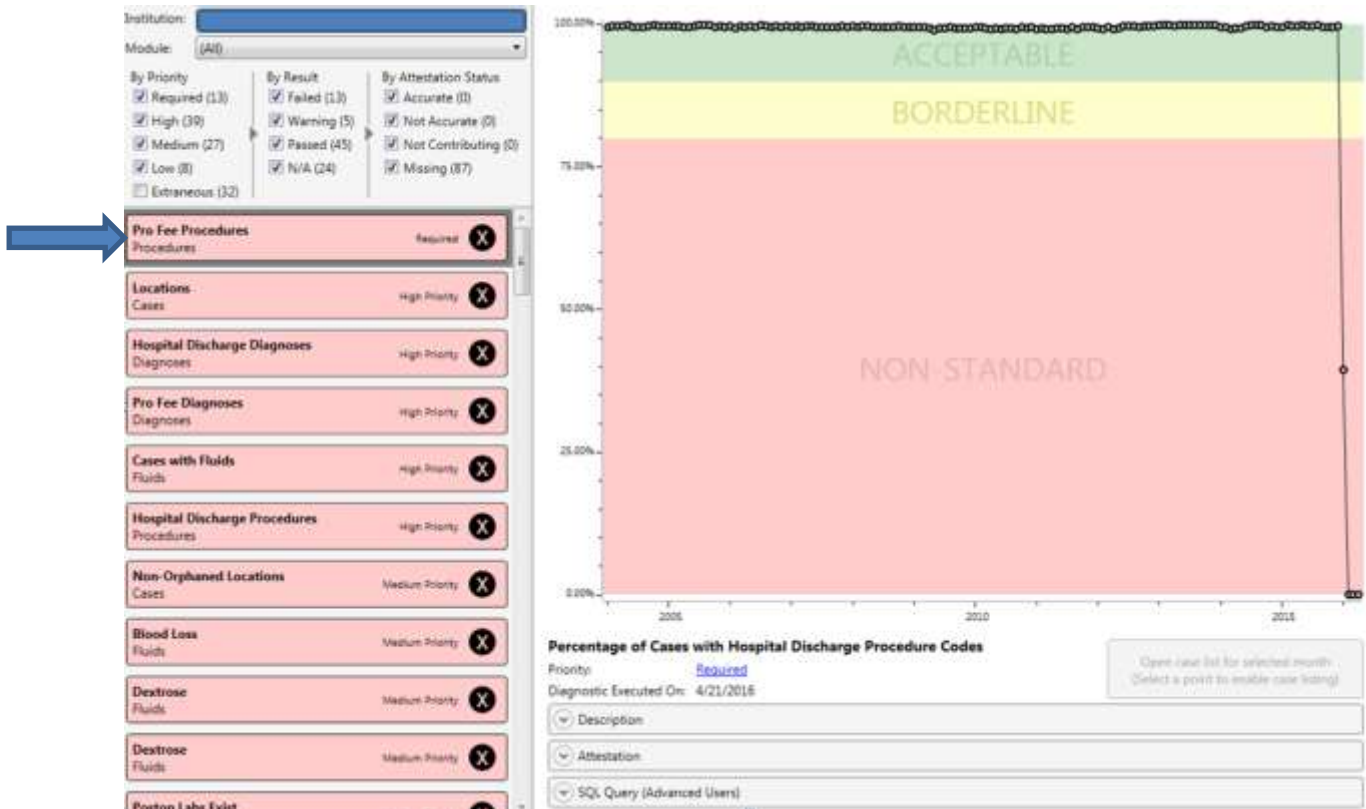 Institution:
Module: (All)
By Priority
Required (13)
High (39)
Medium (27)
Low (8)
Extraneous (32)
By Result
Failed (13)
Warning (5)
Passed (45)
N/A (24)
By Attestation Status
Accurate (0)
Not Accurate (0)
Not Contributing (0)
Missing (87)
Pro Fee Procedures
Procedures
Required
X
Locations
Cases
High Priority
X
Hospital Discharge Diagnoses
Diagnoses
High Priority
X
Pro Fee Diagnoses
Diagnoses
High Priority
X
Cases with Fluids
Fluids
High Priority
X
Hospital Discharge Procedures
Procedures
High Priority
X
Non-Orphaned Locations
Cases
Medium Priority
X
Blood Loss
Fluids
Medium Priority
X
Dextrose
Fluids
Medium Priority
X
Dextrose
Fluids
Medium Priority
X
Postop Labs Exist
100.00%
75.00%
50.00%
25.00%
0.00%
ACCEPTABLE
BORDERLINE
NON-STANDARD
2005
2010
2015
Percentage of Cases with Hospital Discharge Procedure Codes
Priority: Required
Diagnostic Executed On: 4/21/2016
Open case list for selected month
(Select a point to enable case listing)
Description
Attestation
SQL Query (Advanced Users)